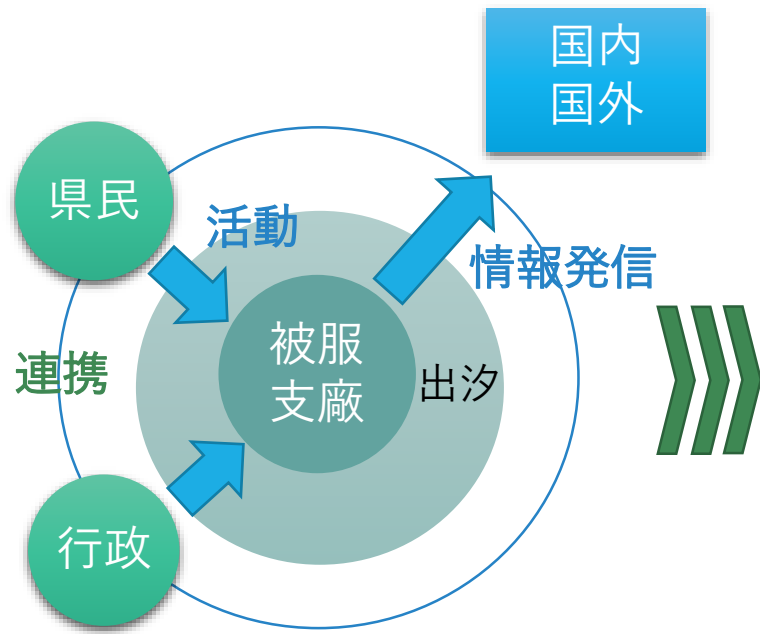 国内
国外
県民
活動
情報発信
被服
支廠
出汐
連携
行政